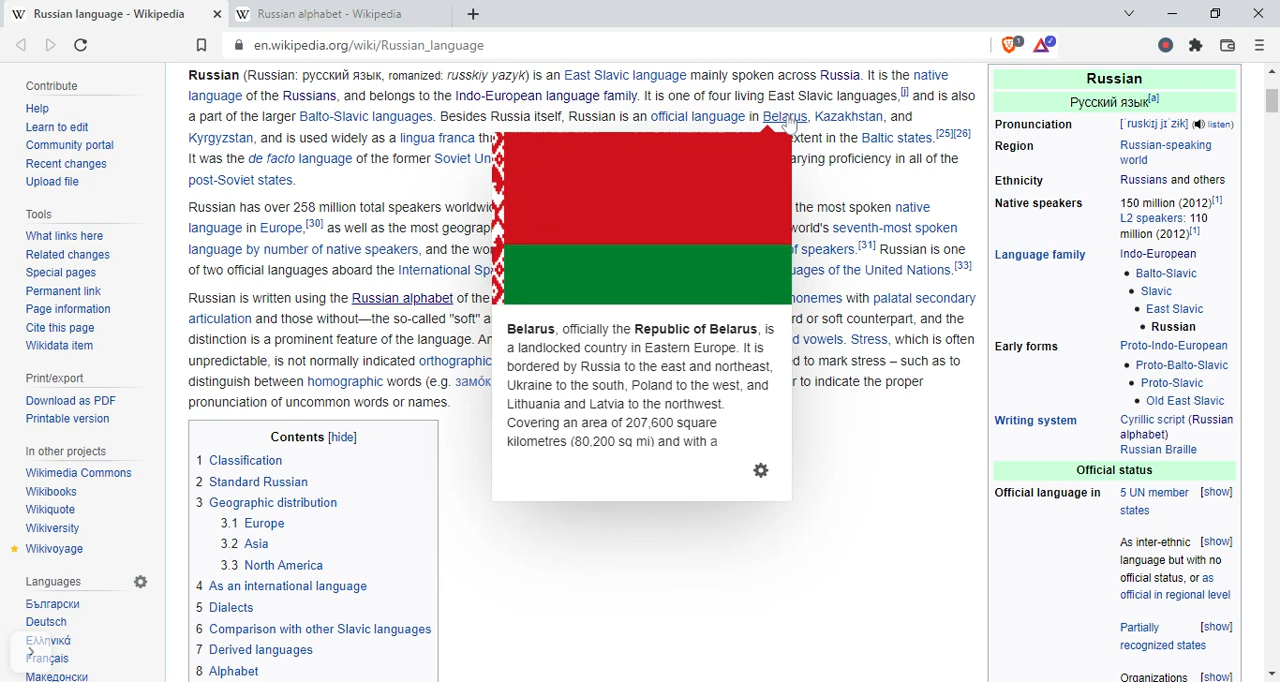 Russian language - Wikipedia
Russian alphabet - Wikipedia
en.wikipedia.org/wiki/Russian_language
Contribute
Help
Learn to edit
Community portal
Recent changes
Upload file
Tools
What links here
Related changes
Special pages
Permanent link
Page information
Cite this page
Wikidata item
Print/export
Download as PDF
Printable version
In other projects
Wikimedia Commons
Wikibooks
Wikiquote
Wikiversity
Wikivoyage
Languages
Български
Deutsch
Ελληνικά
Français
Македонски
Russian (Russian: русский язык, romanized: russkiy yazyk) is an East Slavic language mainly spoken across Russia. It is the native
language of the Russians, and belongs to the Indo-European language family. It is one of four living East Slavic languages,[j] and is also
a part of the larger Balto-Slavic languages. Besides Russia itself, Russian is an official language in Belarus, Kazakhstan, and
Kyrgyzstan, and is used widely as a lingua franca extent in the Baltic states.[25][26]
It was the de facto language of the former Soviet proficiency in all of the
post-Soviet states.
Russian has over 258 million total speakers the most spoken native
language in Europe,[30] as well as the most world's seventh-most spoken
language by number of native speakers, and the of speakers.[31] Russian is one
of two official languages aboard the International of the United Nations.[33]
Russian is written using the Russian alphabet of the with palatal secondary
articulation and those without—the so-called "soft" or soft counterpart, and the
distinction is a prominent feature of the language. vowels. Stress, which is often
unpredictable, is not normally indicated to mark stress – such as to
distinguish between homographic words (e.g. to indicate the proper
pronunciation of uncommon words or names.
Belarus, officially the Republic of Belarus, is
a landlocked country in Eastern Europe. It is
bordered by Russia to the east and northeast,
Ukraine to the south, Poland to the west, and
Lithuania and Latvia to the northwest.
Covering an area of 207,600 square
kilometres (80,200 sq mi) and with a
Contents [hide]
1 Classification
2 Standard Russian
3 Geographic distribution
3.1 Europe
3.2 Asia
3.3 North America
4 As an international language
5 Dialects
6 Comparison with other Slavic languages
7 Derived languages
8 Alphabet
Russian
Русский язык[a]
Pronunciation [ˈruskʲɪj jɪˈzɨk] (listen)
Region Russian-speaking
world
Ethnicity Russians and others
Native speakers 150 million (2012)[1]
L2 speakers: 110
million (2012)[1]
Language family Indo-European
Balto-Slavic
Slavic
East Slavic
Russian
Early forms Proto-Indo-European
Proto-Balto-Slavic
Proto-Slavic
Old East Slavic
Writing system Cyrillic script (Russian
alphabet)
Russian Braille
Official status
Official language in 5 UN member [show]
states
As inter-ethnic [show]
language but with no
official status, or as
official in regional level
Partially [show]
recognized states
Organizations [show]